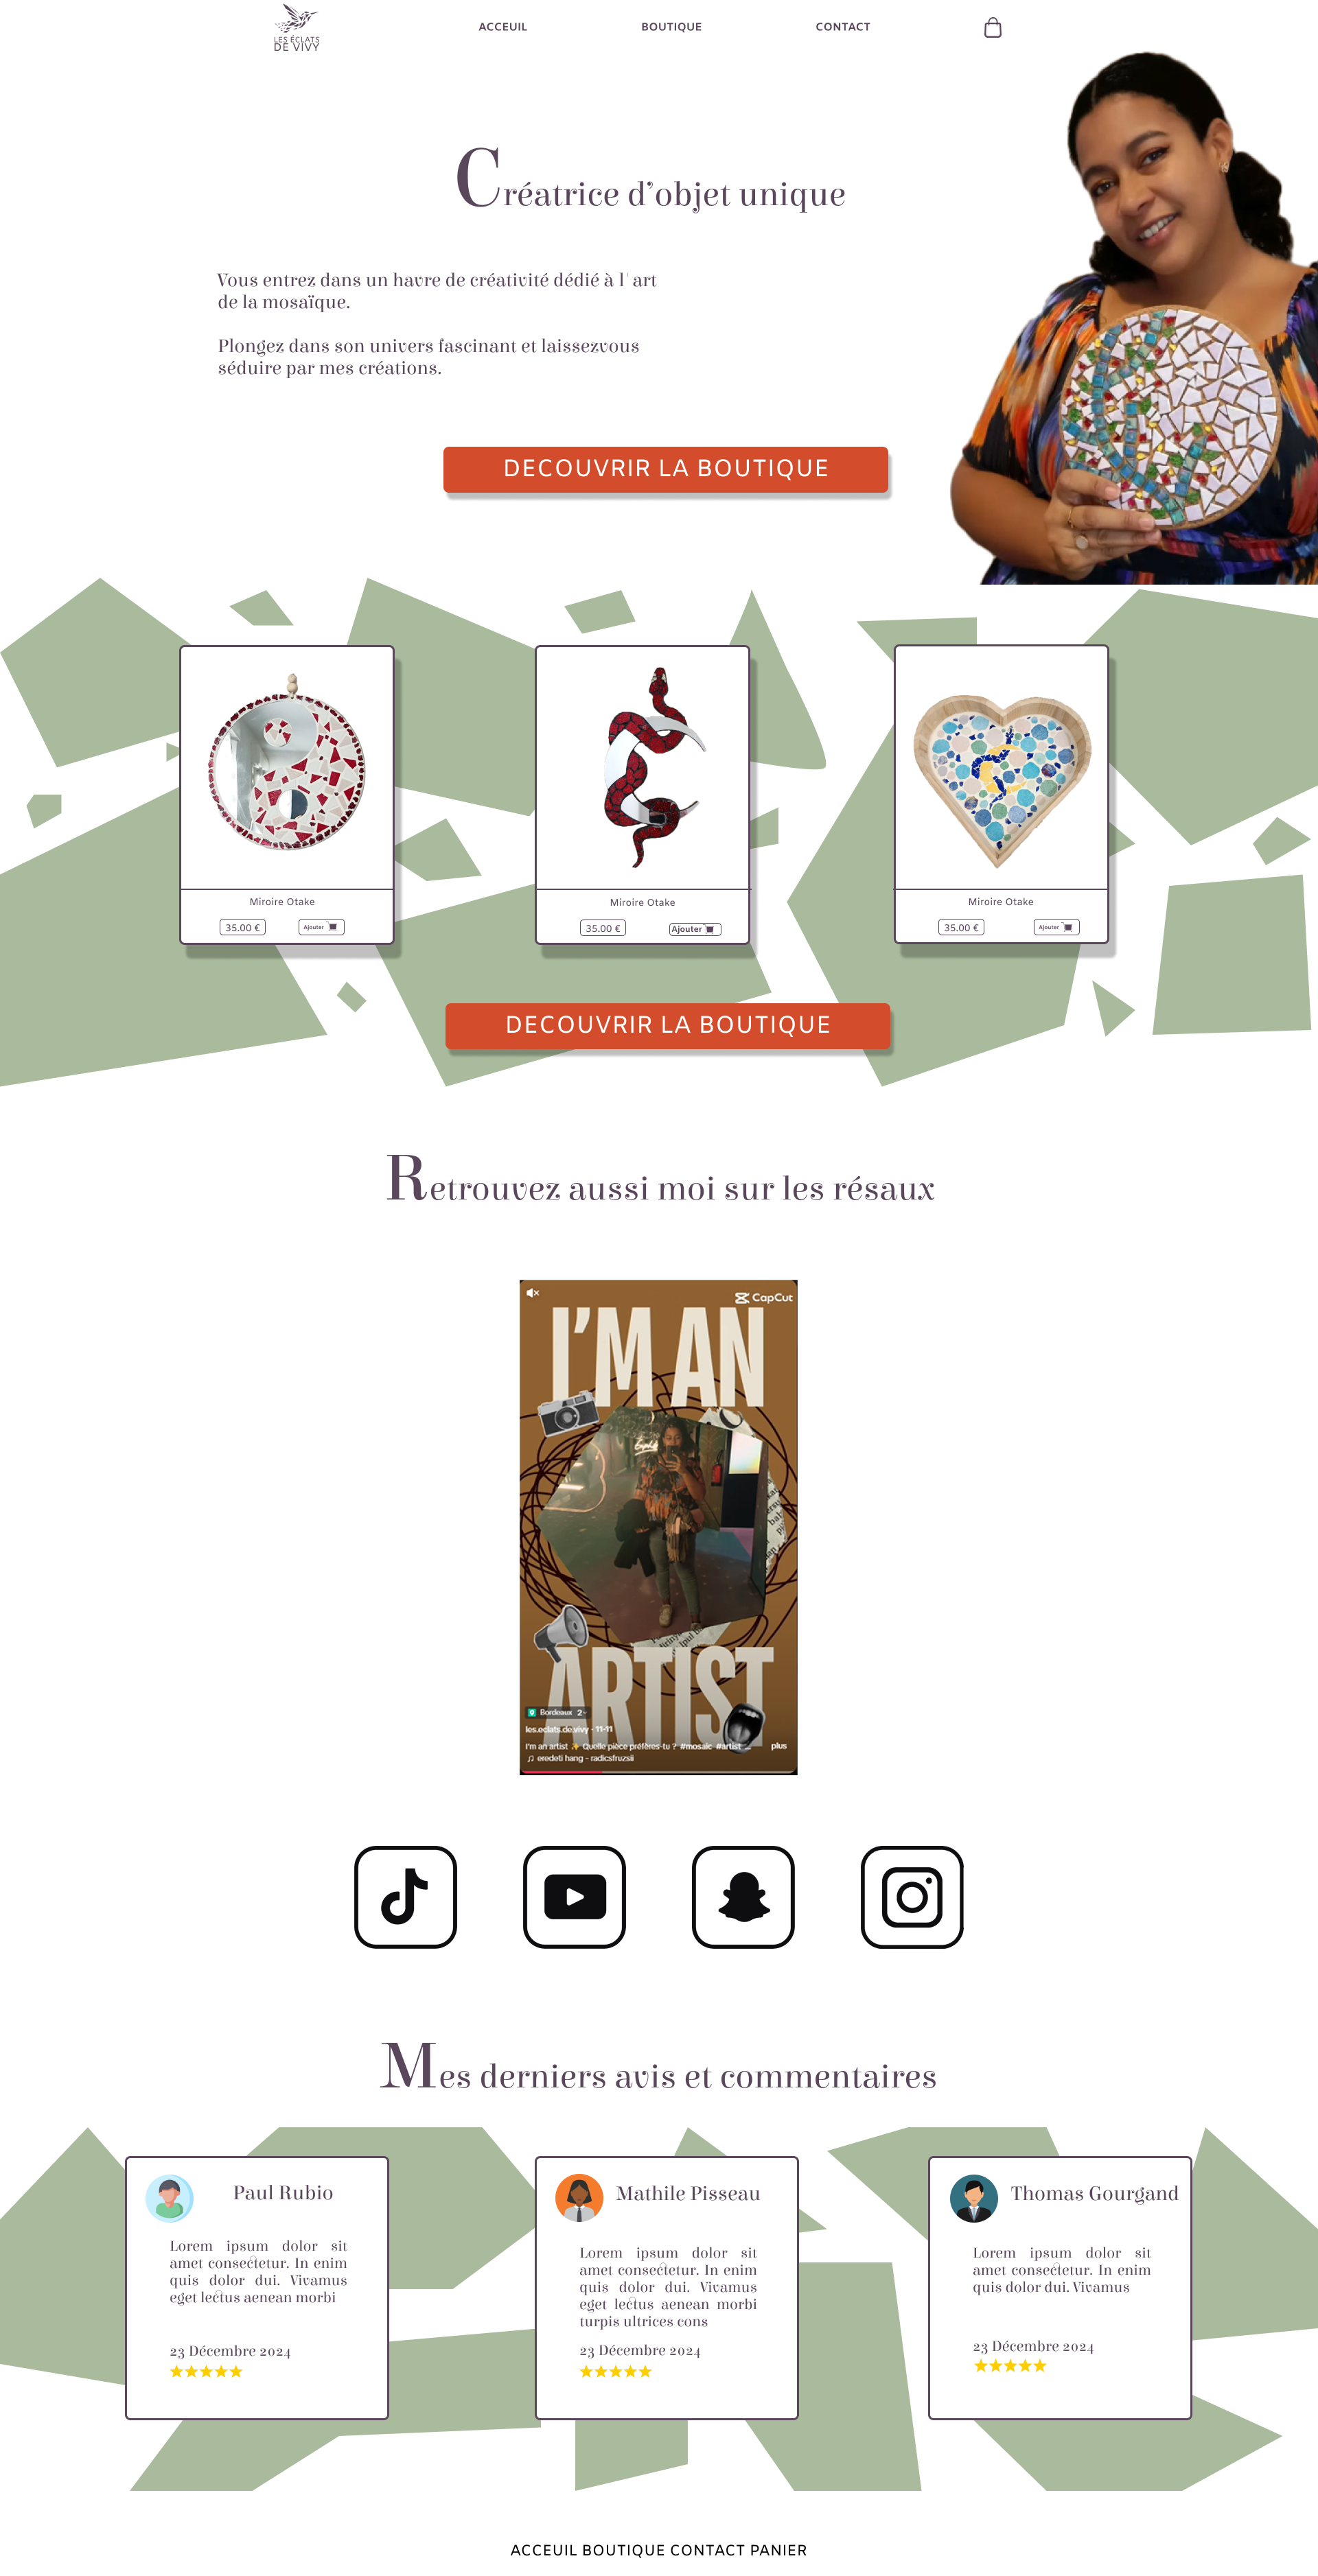 LES ÉCLATS
DE VIVY
ACCEUIL
BOUTIQUE
CONTACT
Créatrice d'objet unique
Vous entrez dans un havre de créativité dédié à l'art
de la mosaïque.
Plongez dans son univers fascinant et laissezvous
séduire par mes créations.
DECOUVRIR LA BOUTIQUE
Miroire Otake
35.00 €
Ajouter
Miroire Otake
35.00 €
Ajouter
Miroire Otake
35.00 €
Ajouter
DECOUVRIR LA BOUTIQUE
Retrouvez aussi moi sur les résaux
CapCut
I'M AN
ARTIST
Bordeaux 2
les.eclats.de.vivy · 11-11
I'm an artist ✨ Quelle pièce préfères-tu ? #mosaic #artist ... plus
♫ eredeti hang - radicsfruzsii
Mes derniers avis et commentaires
Paul Rubio
Lorem ipsum dolor sit
amet consectetur. In enim
quis dolor dui. Vivamus
eget lectus aenean morbi
23 Décembre 2024
Mathile Pisseau
Lorem ipsum dolor sit
amet consectetur. In enim
quis dolor dui. Vivamus
eget lectus aenean morbi
turpis ultrices cons
23 Décembre 2024
Thomas Gourgand
Lorem ipsum dolor sit
amet consectetur. In enim
quis dolor dui. Vivamus
23 Décembre 2024
ACCEUIL BOUTIQUE CONTACT PANIER